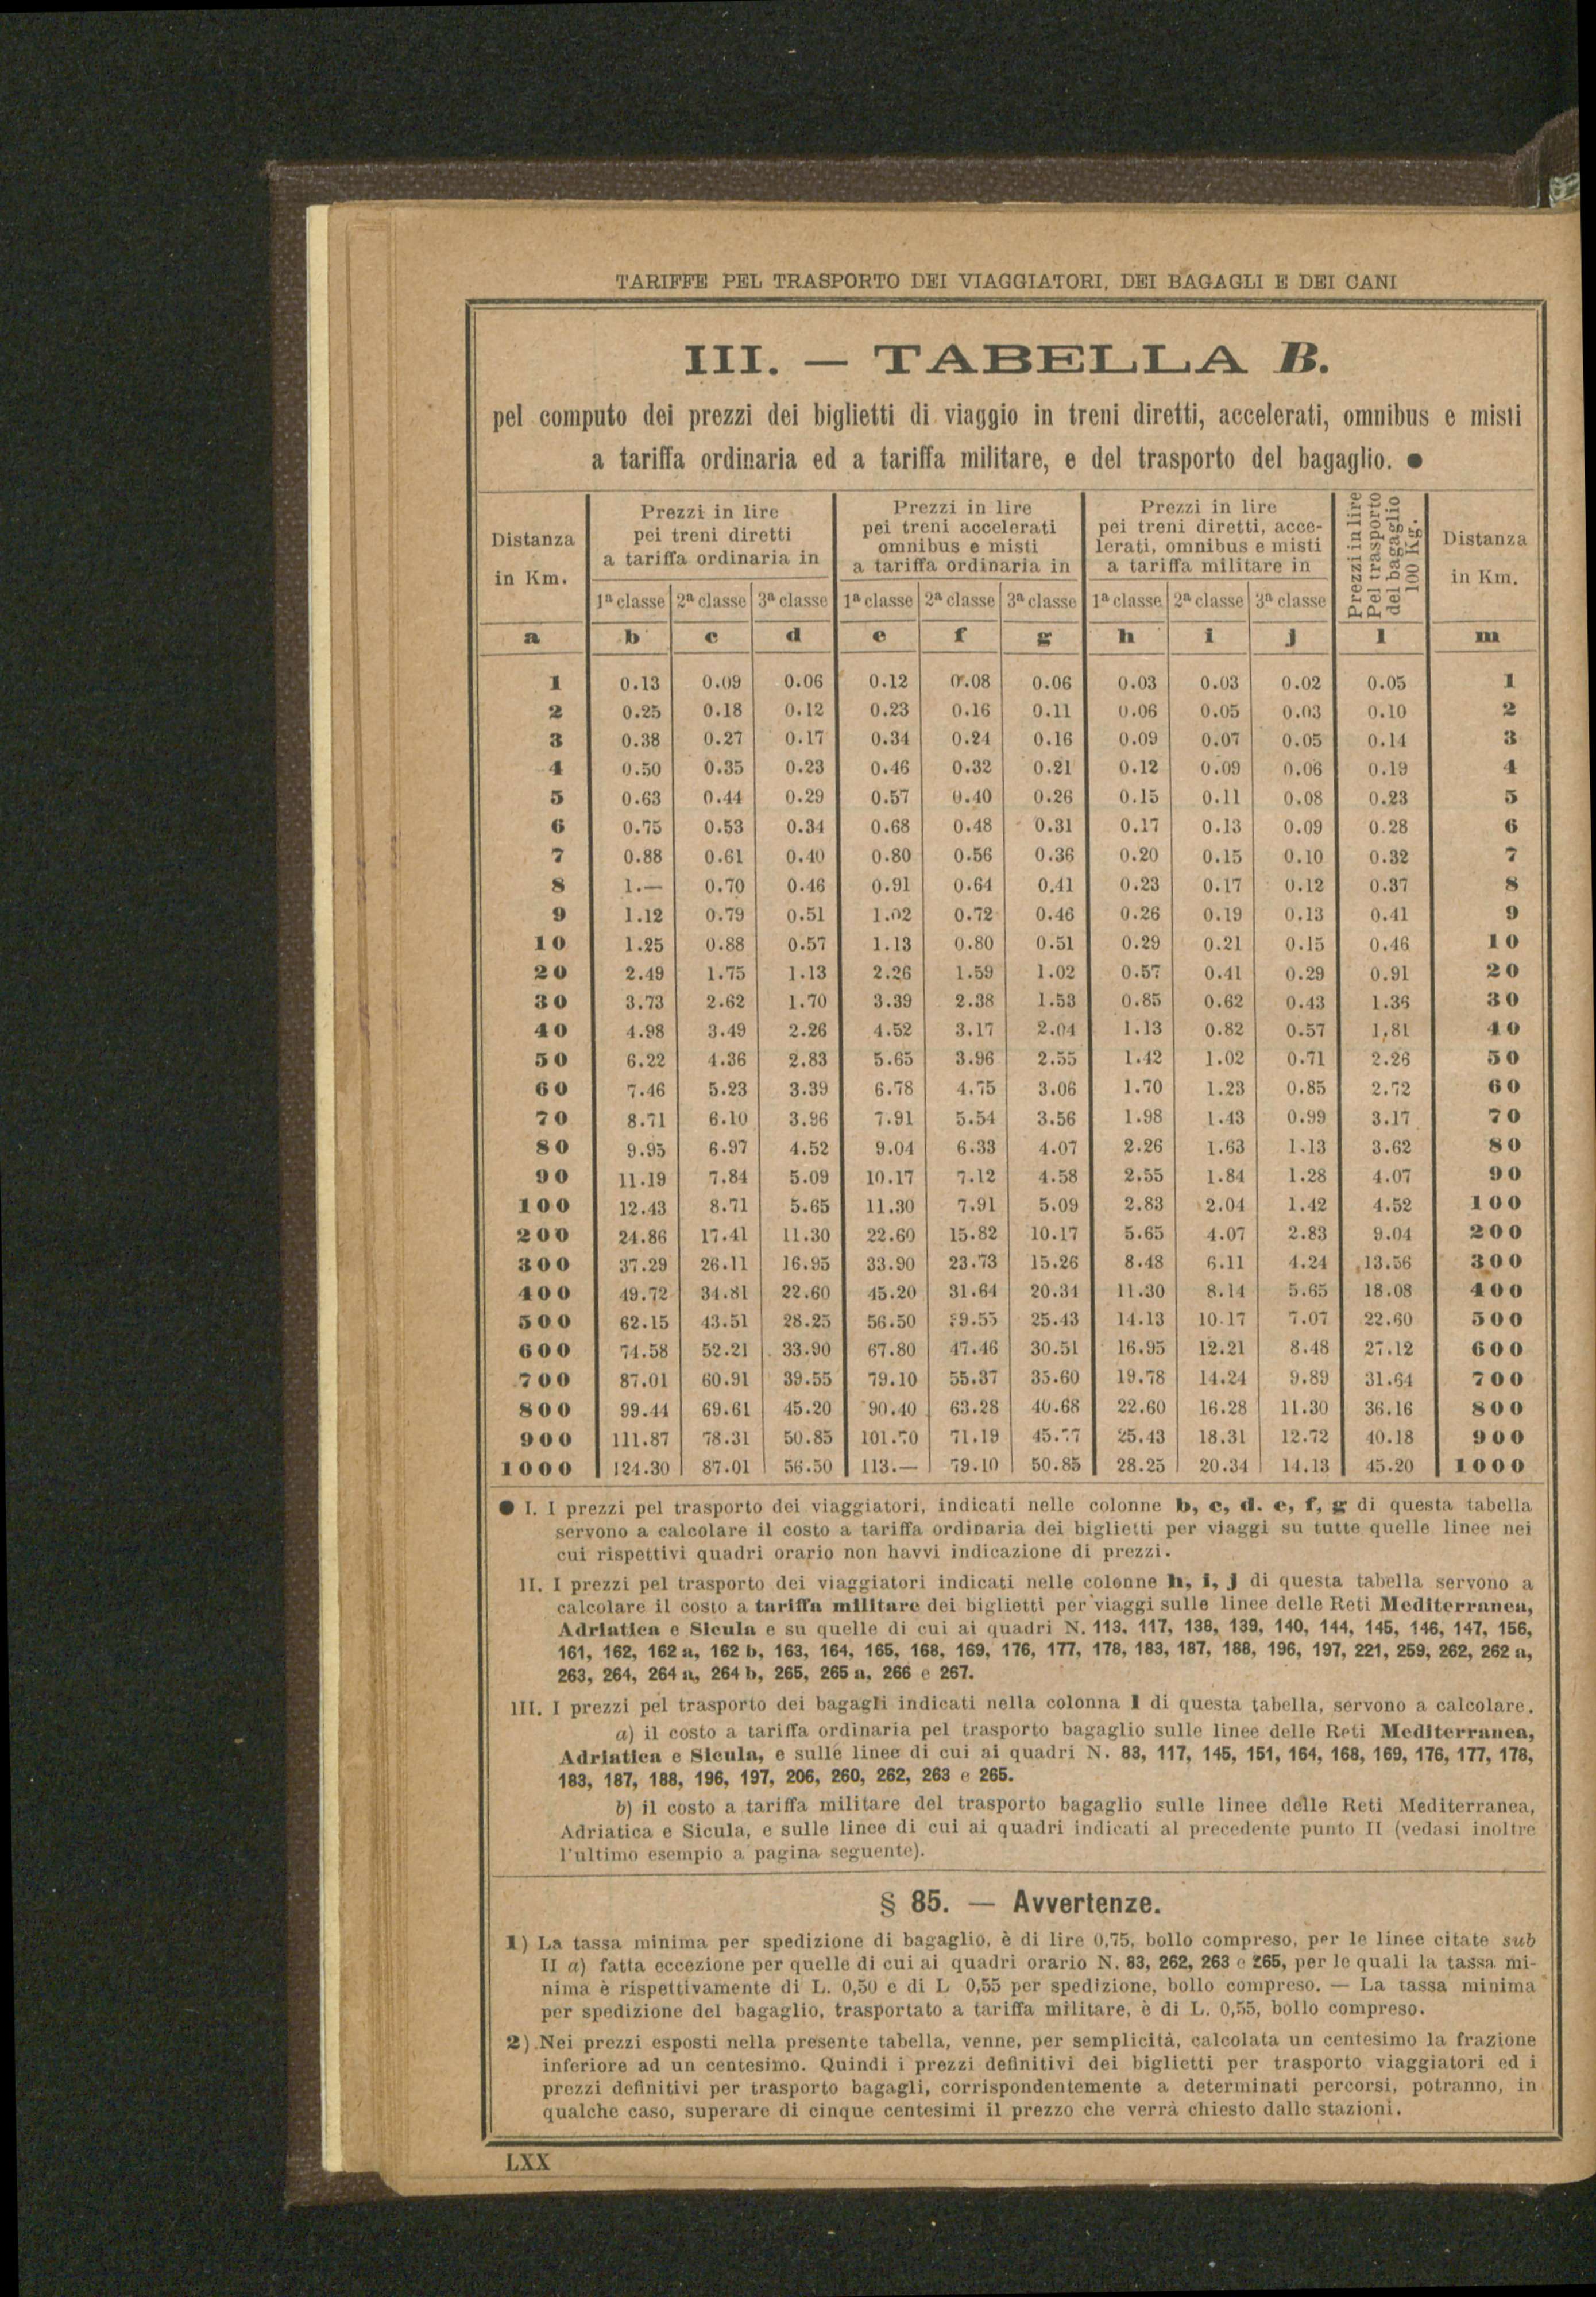 TARIFFE PEL TRASPORTO DEI VIAGGIATORI, DEI BAGAGLI E DEI CANI
III. — TABELLA B.
pel computo dei prezzi dei biglietti di viaggio in treni diretti, accelerati, omnibus e misti
a tariffa ordinaria ed a tariffa militare, e del trasporto del bagaglio. ●
Distanza in Km. | Prezzi in lire pei treni diretti a tariffa ordinaria in | Prezzi in lire pei treni accelerati omnibus e misti a tariffa ordinaria in | Prezzi in lire pei treni diretti, accelerati, omnibus e misti a tariffa militare in | Prezzi in lire Pel trasporto del bagaglio 100 Kg. | Distanza in Km.
1ª classe 2ª classe 3ª classe 1ª classe 2ª classe 3ª classe 1ª classe 2ª classe 3ª classe
a b c d e f g h i j l m
1 0.13 0.09 0.06 0.12 0.08 0.06 0.03 0.03 0.02 0.05 1
2 0.25 0.18 0.12 0.23 0.16 0.11 0.06 0.05 0.03 0.10 2
3 0.38 0.27 0.17 0.34 0.24 0.16 0.09 0.07 0.05 0.14 3
4 0.50 0.35 0.23 0.46 0.32 0.21 0.12 0.09 0.06 0.19 4
5 0.63 0.44 0.29 0.57 0.40 0.26 0.15 0.11 0.08 0.23 5
6 0.75 0.53 0.34 0.68 0.48 0.31 0.17 0.13 0.09 0.28 6
7 0.88 0.61 0.40 0.80 0.56 0.36 0.20 0.15 0.10 0.32 7
8 1.— 0.70 0.46 0.91 0.64 0.41 0.23 0.17 0.12 0.37 8
9 1.12 0.79 0.51 1.02 0.72 0.46 0.26 0.19 0.13 0.41 9
10 1.25 0.88 0.57 1.13 0.80 0.51 0.29 0.21 0.15 0.46 10
20 2.49 1.75 1.13 2.26 1.59 1.02 0.57 0.41 0.29 0.91 20
30 3.73 2.62 1.70 3.39 2.38 1.53 0.85 0.62 0.43 1.36 30
40 4.98 3.49 2.26 4.52 3.17 2.04 1.13 0.82 0.57 1.81 40
50 6.22 4.36 2.83 5.65 3.96 2.55 1.42 1.02 0.71 2.26 50
60 7.46 5.23 3.39 6.78 4.75 3.06 1.70 1.23 0.85 2.72 60
70 8.71 6.10 3.96 7.91 5.54 3.56 1.98 1.43 0.99 3.17 70
80 9.95 6.97 4.52 9.04 6.33 4.07 2.26 1.63 1.13 3.62 80
90 11.19 7.84 5.09 10.17 7.12 4.58 2.55 1.84 1.28 4.07 90
100 12.43 8.71 5.65 11.30 7.91 5.09 2.83 2.04 1.42 4.52 100
200 24.86 17.41 11.30 22.60 15.82 10.17 5.65 4.07 2.83 9.04 200
300 37.29 26.11 16.95 33.90 23.73 15.26 8.48 6.11 4.24 13.56 300
400 49.72 34.81 22.60 45.20 31.64 20.34 11.30 8.14 5.65 18.08 400
500 62.15 43.51 28.25 56.50 39.55 25.43 14.13 10.17 7.07 22.60 500
600 74.58 52.21 33.90 67.80 47.46 30.51 16.95 12.21 8.48 27.12 600
700 87.01 60.91 39.55 79.10 55.37 35.60 19.78 14.24 9.89 31.64 700
800 99.44 69.61 45.20 90.40 63.28 40.68 22.60 16.28 11.30 36.16 800
900 111.87 78.31 50.85 101.70 71.19 45.77 25.43 18.31 12.72 40.18 900
1000 124.30 87.01 56.50 113.— 79.10 50.85 28.25 20.34 14.13 45.20 1000
● I. I prezzi pel trasporto dei viaggiatori, indicati nelle colonne b, c, d. e, f, g di questa tabella
servono a calcolare il costo a tariffa ordinaria dei biglietti per viaggi su tutte quelle linee nei
cui rispettivi quadri orario non havvi indicazione di prezzi.
II. I prezzi pel trasporto dei viaggiatori indicati nelle colonne h, i, j di questa tabella servono a
calcolare il costo a tariffa militare dei biglietti per viaggi sulle linee delle Reti Mediterranea,
Adriatica e Sicula e su quelle di cui ai quadri N. 113, 117, 138, 139, 140, 144, 145, 146, 147, 156,
161, 162, 162 a, 162 b, 163, 164, 165, 168, 169, 176, 177, 178, 183, 187, 188, 196, 197, 221, 259, 262, 262 a,
263, 264, 264 a, 264 b, 265, 265 a, 266 e 267.
III. I prezzi pel trasporto dei bagagli indicati nella colonna l di questa tabella, servono a calcolare.
a) il costo a tariffa ordinaria pel trasporto bagaglio sulle linee delle Reti Mediterranea,
Adriatica e Sicula, e sulle linee di cui ai quadri N. 83, 117, 145, 151, 164, 168, 169, 176, 177, 178,
183, 187, 188, 196, 197, 206, 260, 262, 263 e 265.
b) il costo a tariffa militare del trasporto bagaglio sulle linee delle Reti Mediterranea,
Adriatica e Sicula, e sulle linee di cui ai quadri indicati al precedente punto II (vedasi inoltre
l'ultimo esempio a pagina seguente).
§ 85. — Avvertenze.
1) La tassa minima per spedizione di bagaglio, è di lire 0,75, bollo compreso, per le linee citate sub
II a) fatta eccezione per quelle di cui ai quadri orario N. 83, 262, 263 e 265, per le quali la tassa mi-
nima è rispettivamente di L. 0,50 e di L 0,55 per spedizione, bollo compreso. — La tassa minima
per spedizione del bagaglio, trasportato a tariffa militare, è di L. 0,55, bollo compreso.
2) Nei prezzi esposti nella presente tabella, venne, per semplicità, calcolata un centesimo la frazione
inferiore ad un centesimo. Quindi i prezzi definitivi dei biglietti per trasporto viaggiatori ed i
prezzi definitivi per trasporto bagagli, corrispondentemente a determinati percorsi, potranno, in
qualche caso, superare di cinque centesimi il prezzo che verrà chiesto dalle stazioni.
LXX